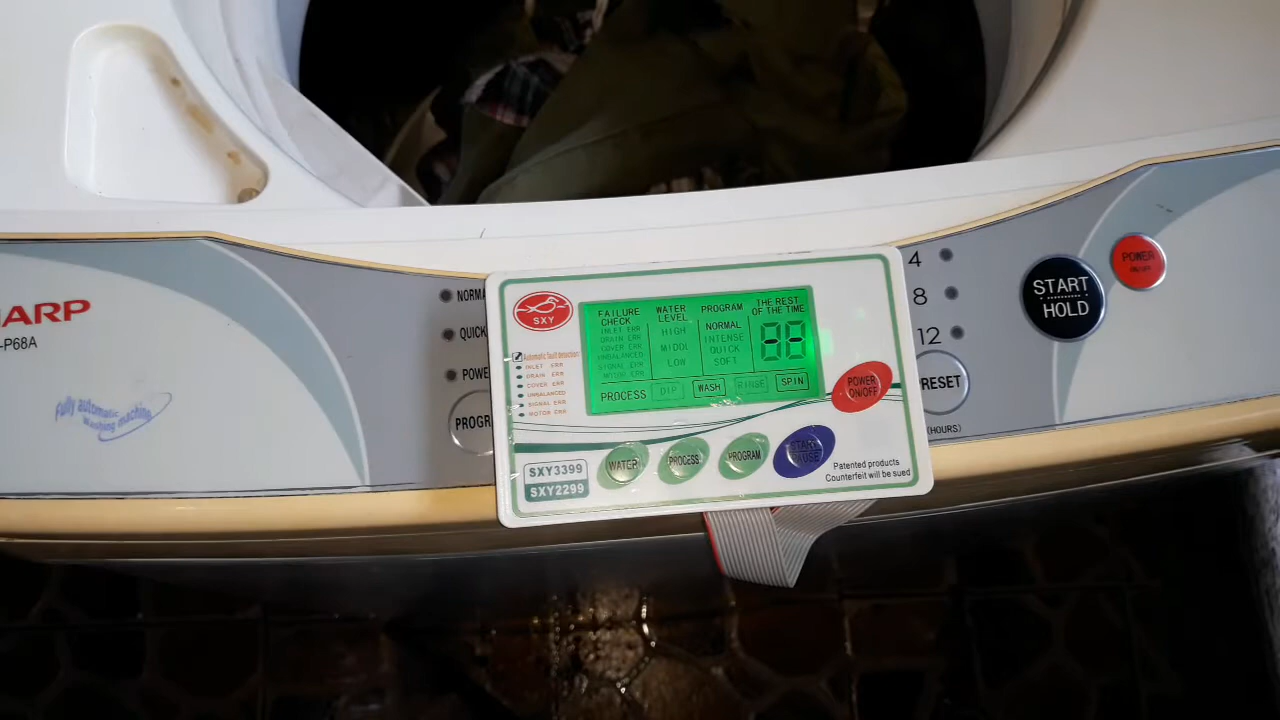 ARP
-P68A
Fully automatic
washing machine
NORMA
QUICK
POWE
PROGR
SXY
Automatic fault detection
INLET ERR
DRAIN ERR
COVER ERR
UNBALANCED
SIGNAL ERR
MOTOR ERR
FAILURE
CHECK
INLET ERR
DRAIN ERR
COVER ERR
UNBALANCED
SIGNAL ERR
MOTOR ERR
WATER
LEVEL
HIGH
MIDDL
LOW
PROGRAM
NORMAL
INTENSE
QUICK
SOFT
THE REST
OF THE TIME
PROCESS DIP WASH RINSE SPIN
POWER
ON/OFF
SXY3399
SXY2299
WATER
PROCESS
PROGRAM
START
PAUSE
Patented products
Counterfeit will be sued
4
8
12
PRESET
(HOURS)
START
HOLD
POWER
ON/OFF